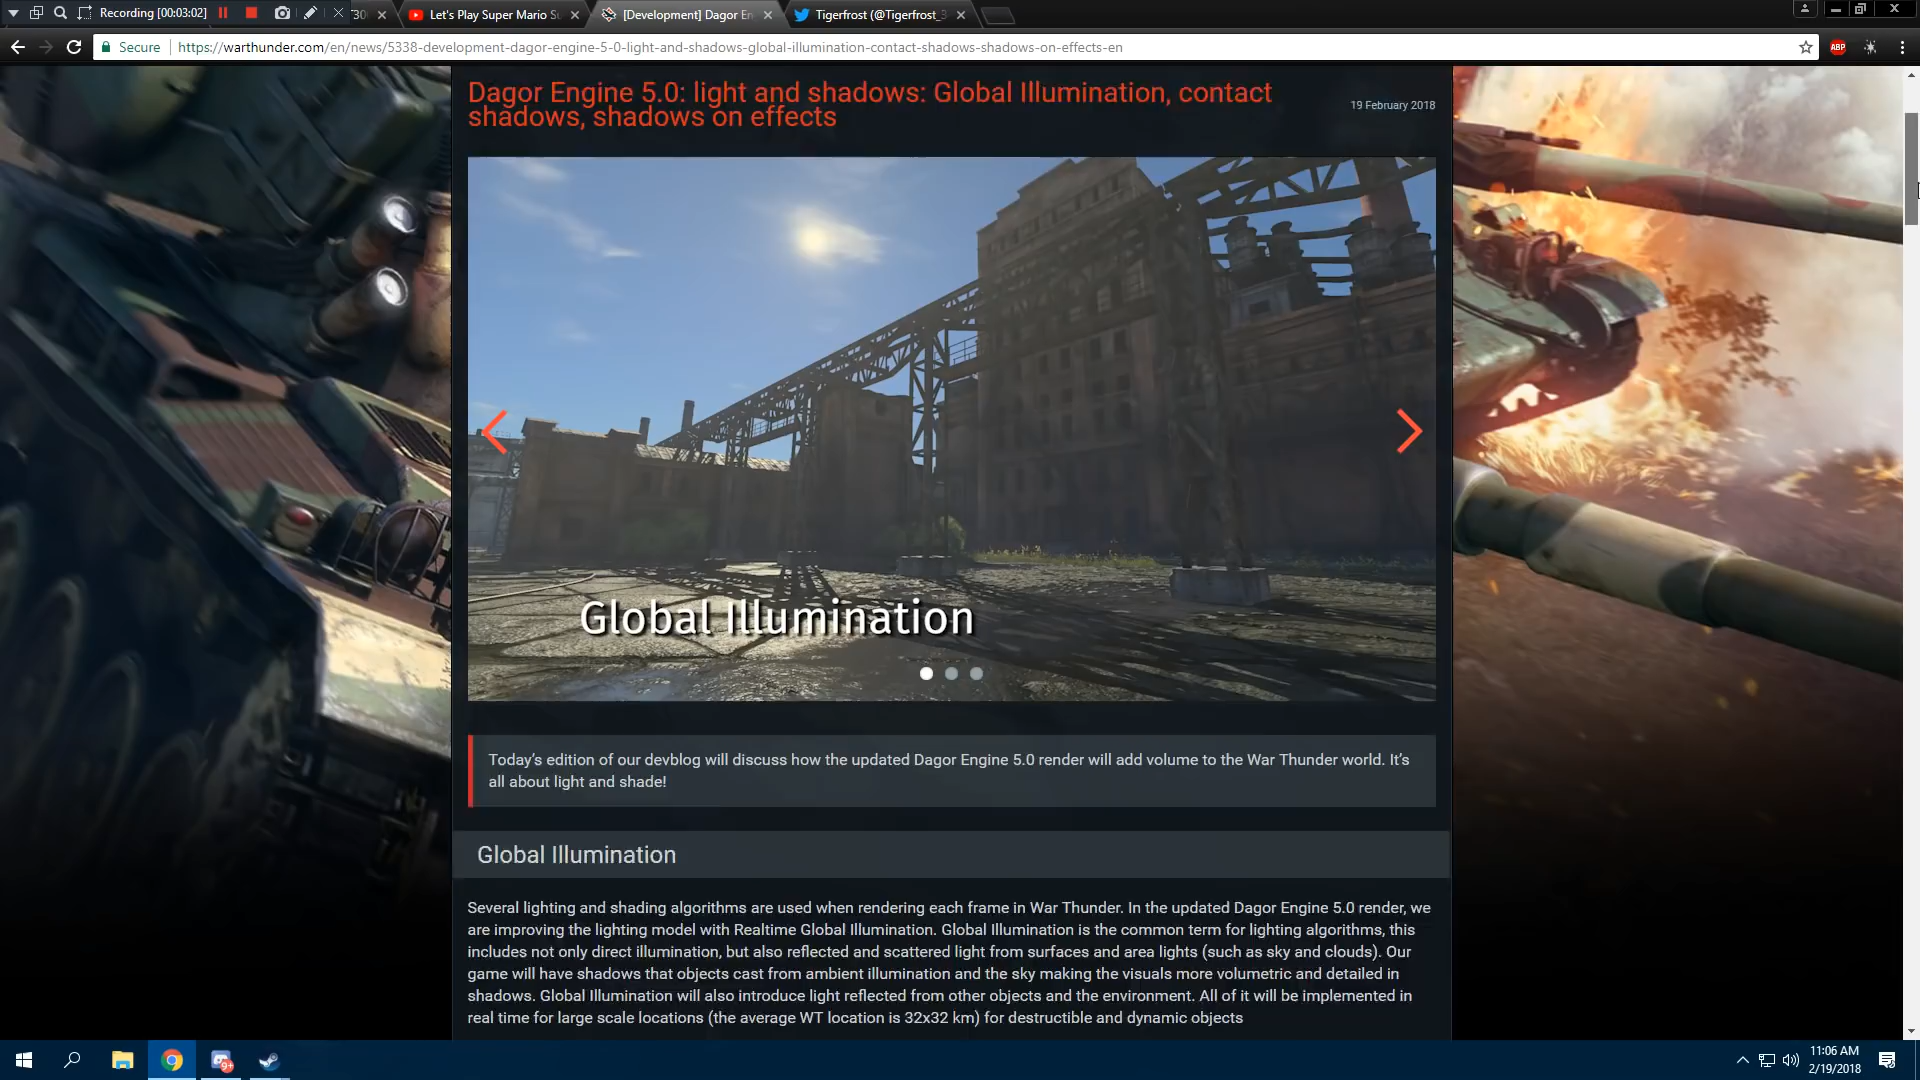 Recording [00:03:02]
Let's Play Super Mario Su
[Development] Dagor En
Tigerfrost (@Tigerfrost_3
Secure
https://warthunder.com/en/news/5338-development-dagor-engine-5-0-light-and-shadows-global-illumination-contact-shadows-shadows-on-effects-en
ABP
Dagor Engine 5.0: light and shadows: Global Illumination, contact
shadows, shadows on effects
19 February 2018
Global Illumination
Today's edition of our devblog will discuss how the updated Dagor Engine 5.0 render will add volume to the War Thunder world. It's
all about light and shade!
Global Illumination
Several lighting and shading algorithms are used when rendering each frame in War Thunder. In the updated Dagor Engine 5.0 render, we
are improving the lighting model with Realtime Global Illumination. Global Illumination is the common term for lighting algorithms, this
includes not only direct illumination, but also reflected and scattered light from surfaces and area lights (such as sky and clouds). Our
game will have shadows that objects cast from ambient illumination and the sky making the visuals more volumetric and detailed in
shadows. Global Illumination will also introduce light reflected from other objects and the environment. All of it will be implemented in
real time for large scale locations (the average WT location is 32x32 km) for destructible and dynamic objects
9+
11:06 AM
2/19/2018